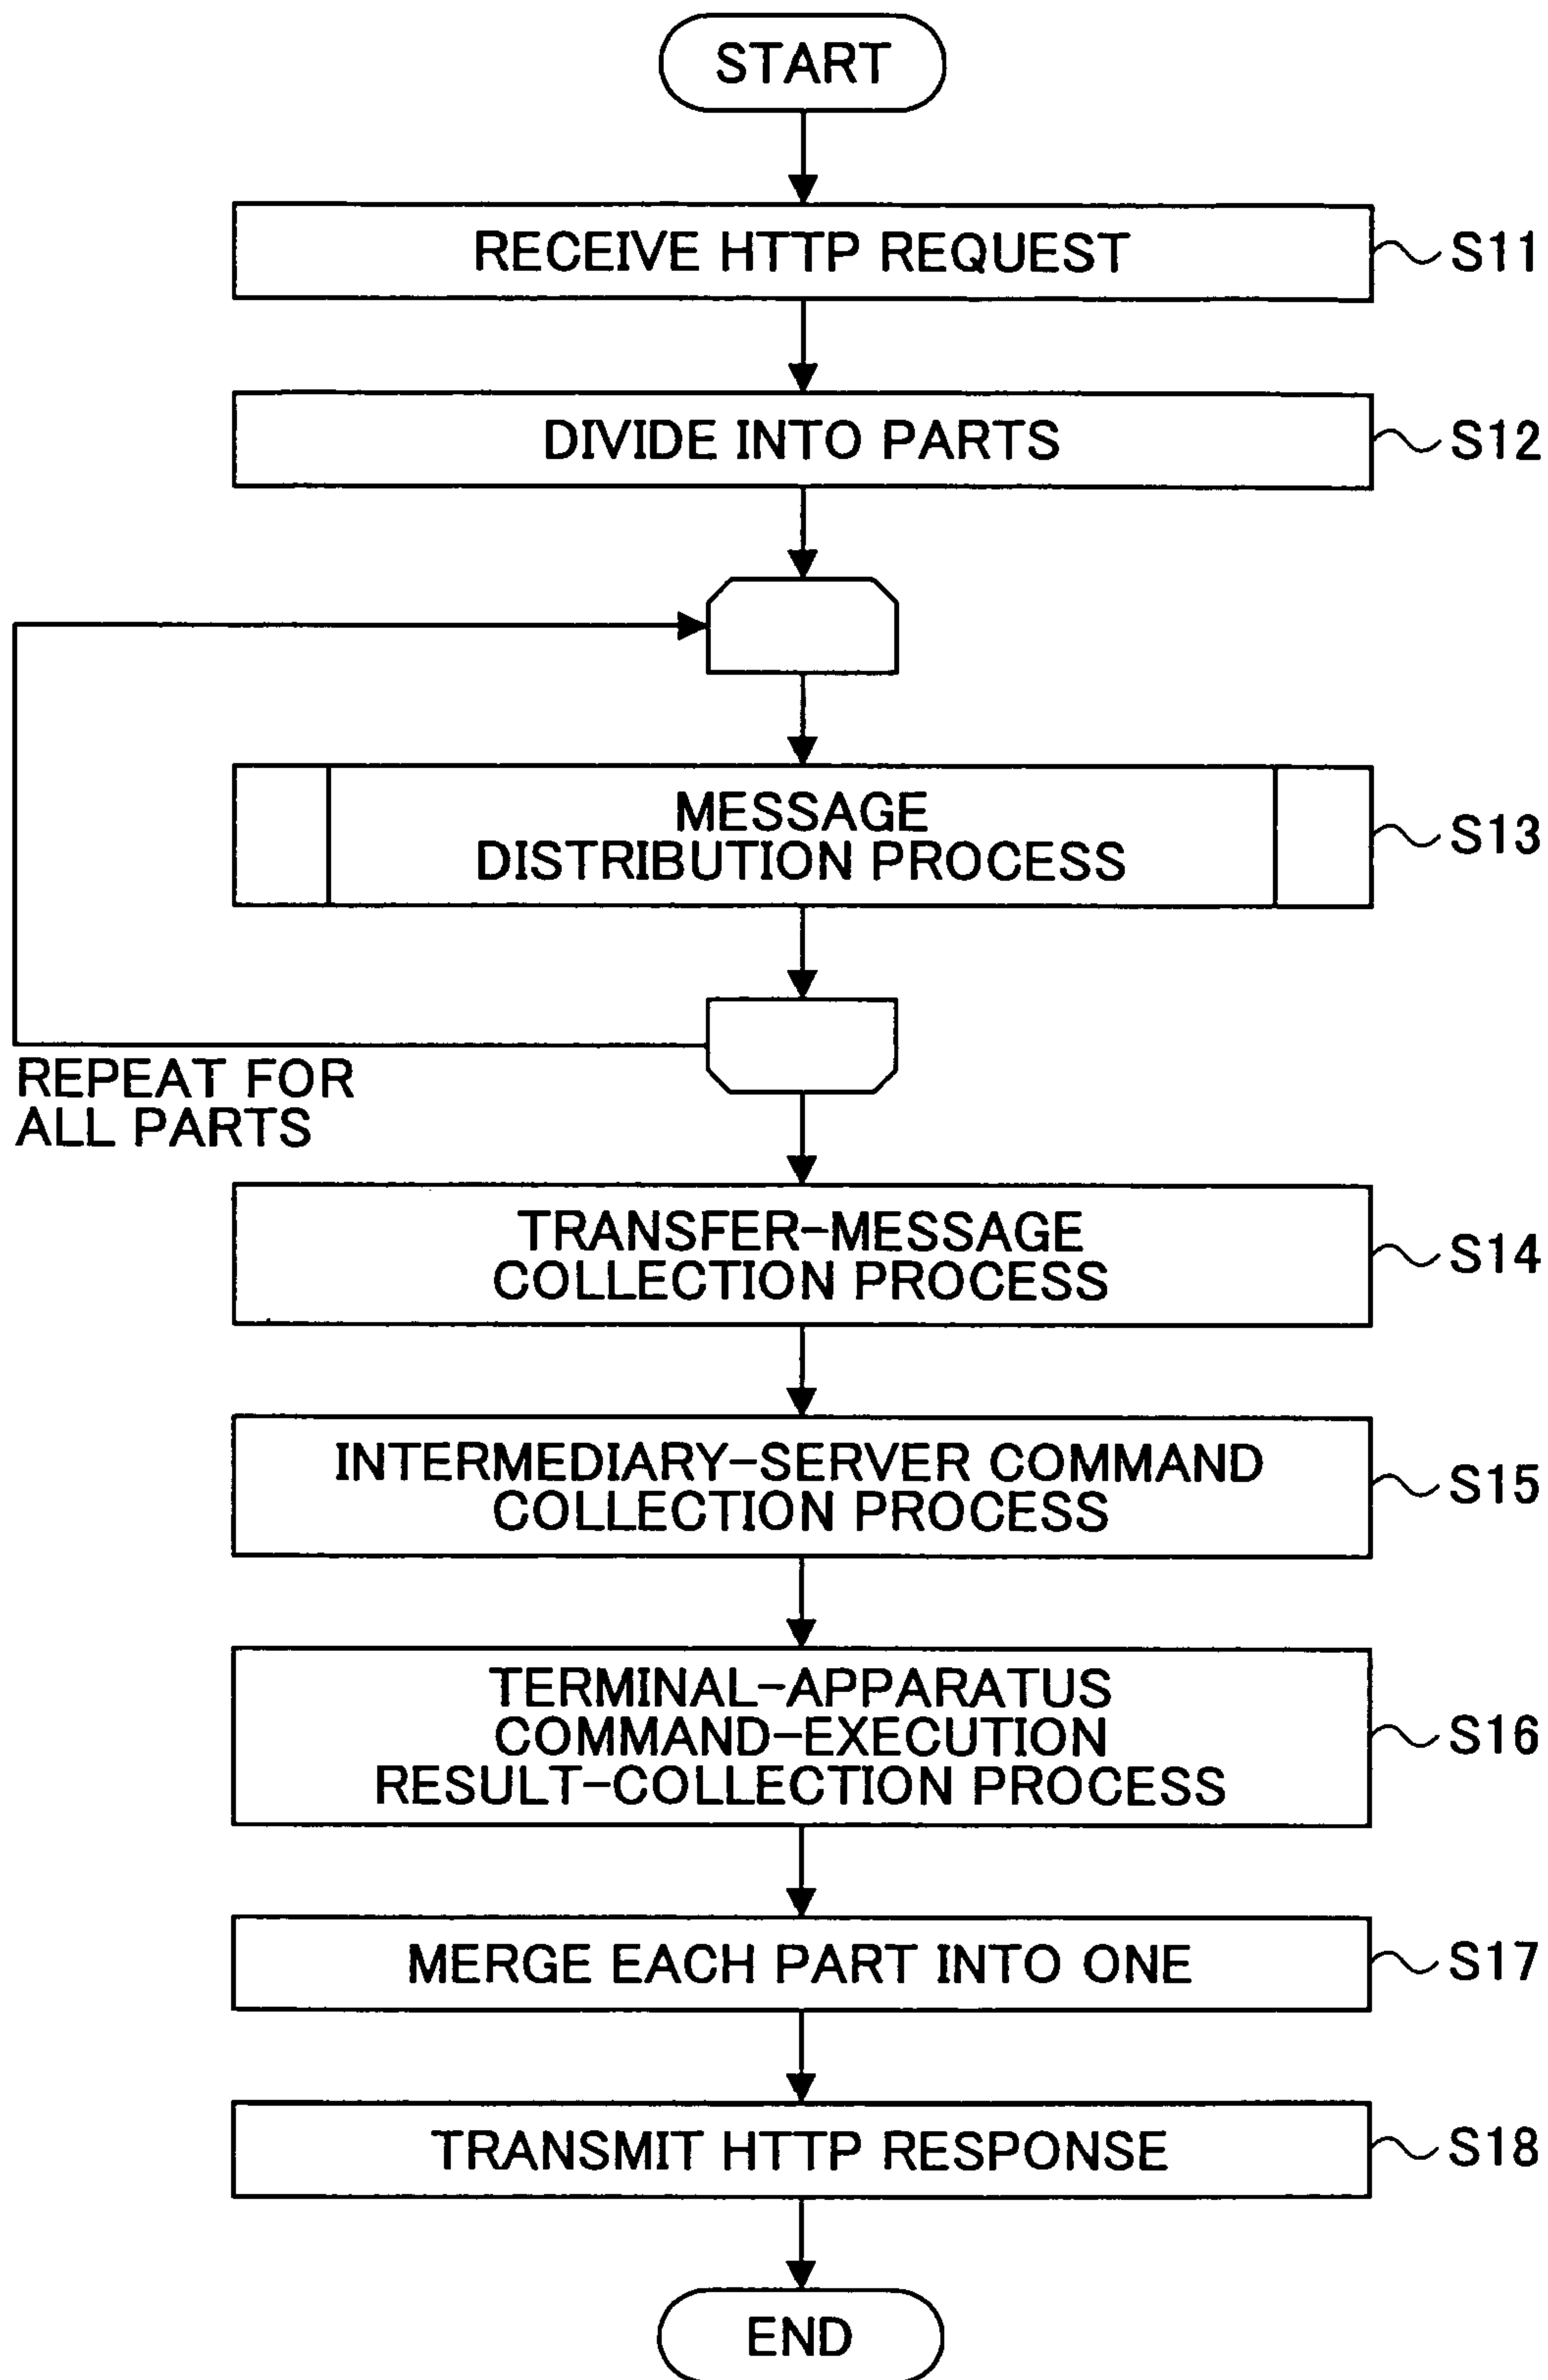 START
RECEIVE HTTP REQUEST
S11
DIVIDE INTO PARTS
S12
MESSAGE
DISTRIBUTION PROCESS
S13
REPEAT FOR
ALL PARTS
TRANSFER-MESSAGE
COLLECTION PROCESS
S14
INTERMEDIARY-SERVER COMMAND
COLLECTION PROCESS
S15
TERMINAL-APPARATUS
COMMAND-EXECUTION
RESULT-COLLECTION PROCESS
S16
MERGE EACH PART INTO ONE
S17
TRANSMIT HTTP RESPONSE
S18
END